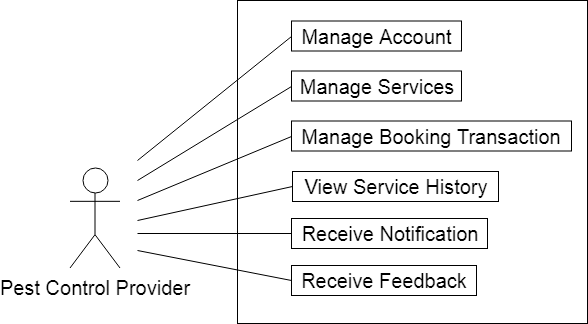 Manage Account
Manage Services
Manage Booking Transaction
View Service History
Receive Notification
Receive Feedback
Pest Control Provider